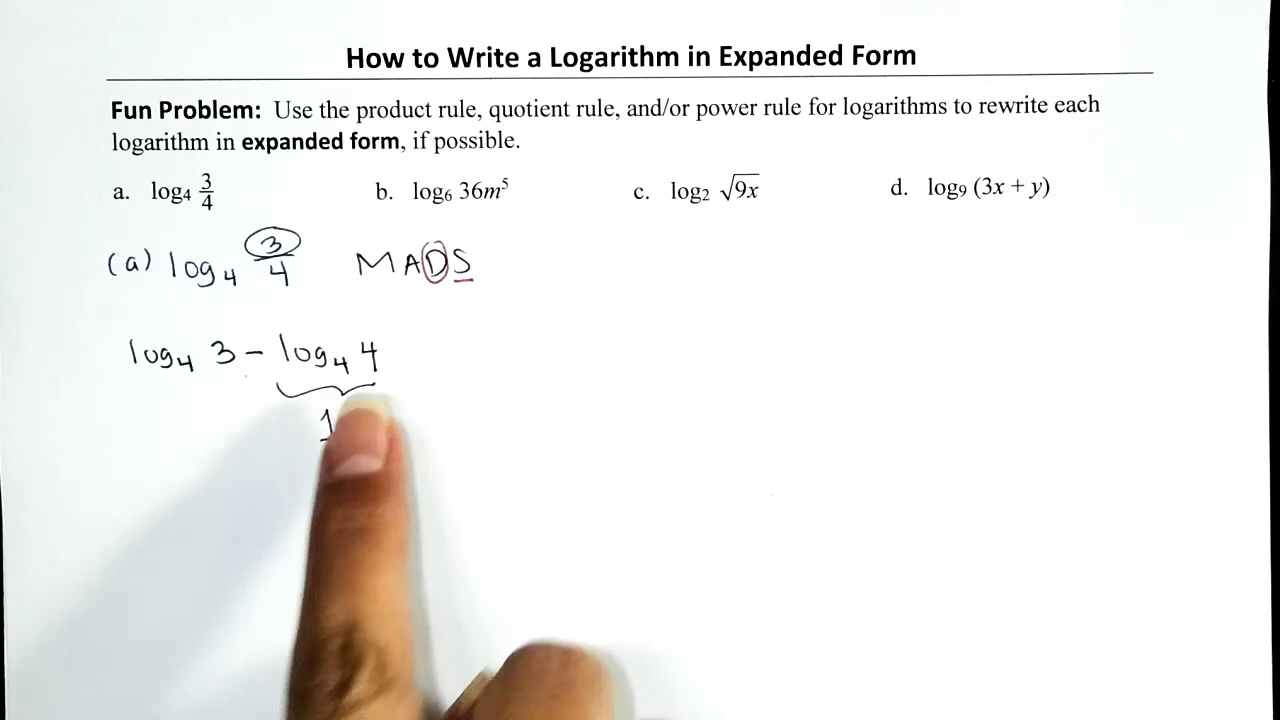 How to Write a Logarithm in Expanded Form
Fun Problem: Use the product rule, quotient rule, and/or power rule for logarithms to rewrite each
logarithm in expanded form, if possible.
a. log₄ 3/4 b. log₆ 36m⁵ c. log₂ √9x d. log₉ (3x + y)
(a) log₄ 3/4 MADS
log₄ 3 - log₄ 4
1